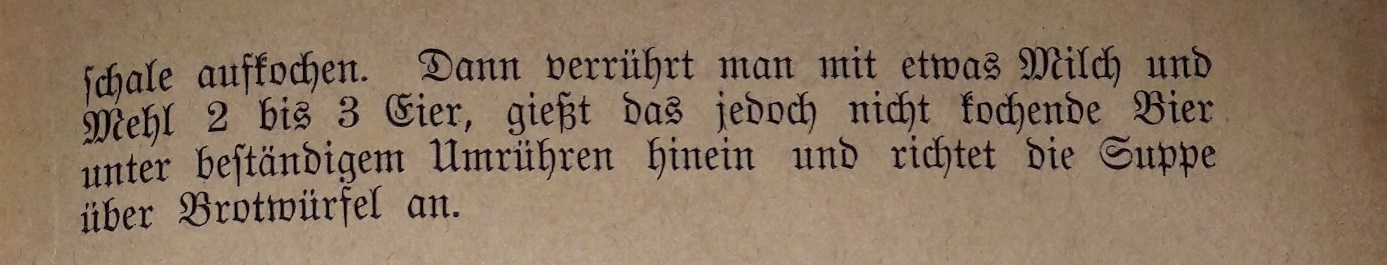 ſchale aufkochen. Dann verrührt man mit etwas Milch und
Mehl 2 bis 3 Eier, gießt das jedoch nicht kochende Bier
unter beſtändigem Umrühren hinein und richtet die Suppe
über Brotwürfel an.